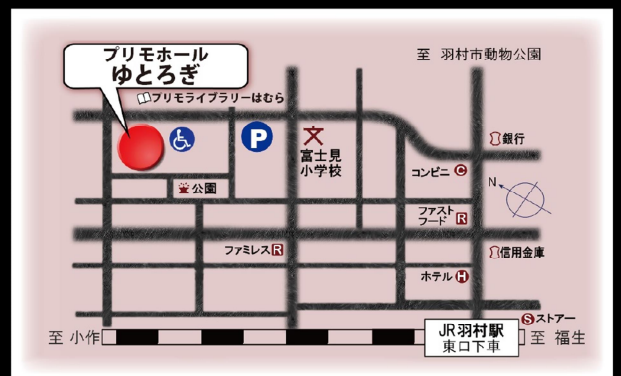 プリモホール
ゆとろぎ
至 羽村市動物公園
プリモライブラリーはむら
P
文
富士見
小学校
銀行
コンビニ C
N
公園
ファスト
フード R
ファミレス R
信用金庫
ホテル H
S ストアー
至 小作
JR羽村駅
東口下車
至 福生